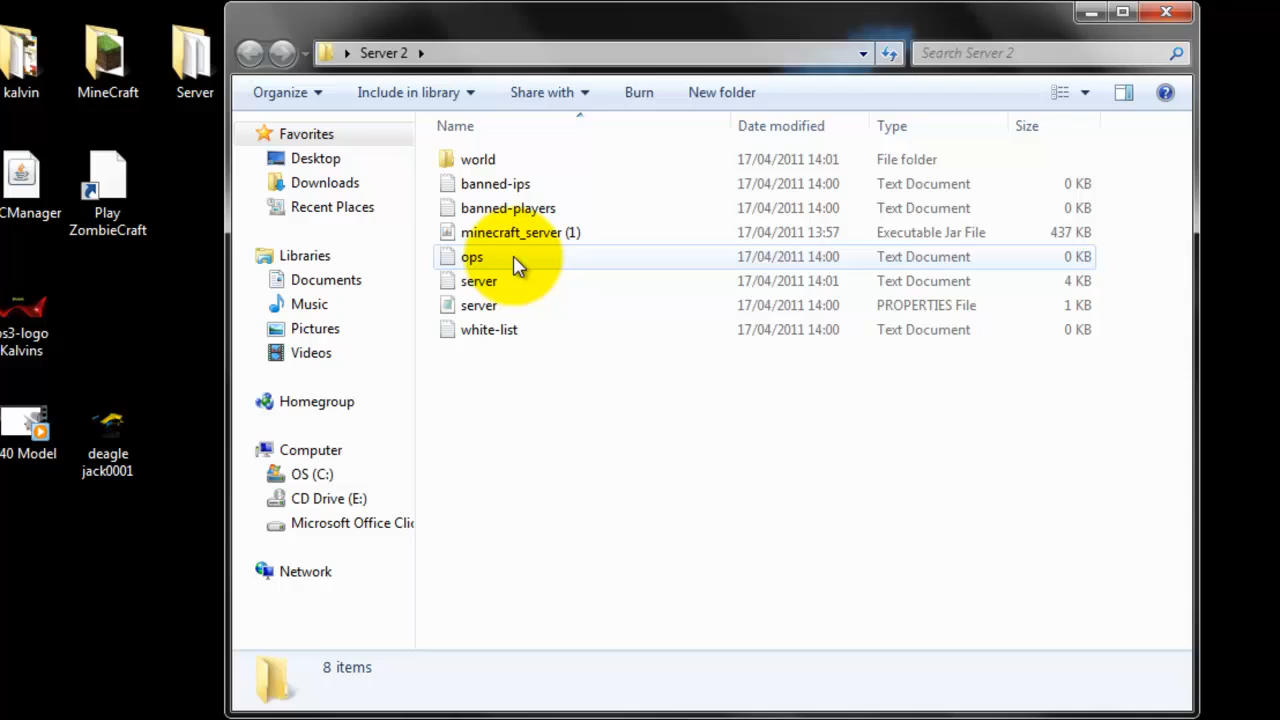 kalvin
MineCraft
Server
CManager
Play
ZombieCraft
ps3-logo
Kalvins
40 Model
deagle
jack0001
Server 2
Search Server 2
Organize
Include in library
Share with
Burn
New folder
Name
Date modified
Type
Size
Favorites
Desktop
Downloads
Recent Places
Libraries
Documents
Music
Pictures
Videos
Homegroup
Computer
OS (C:)
CD Drive (E:)
Microsoft Office Clic
Network
world 17/04/2011 14:01 File folder
banned-ips 17/04/2011 14:00 Text Document 0 KB
banned-players 17/04/2011 14:00 Text Document 0 KB
minecraft_server (1) 17/04/2011 13:57 Executable Jar File 437 KB
ops 17/04/2011 14:00 Text Document 0 KB
server 17/04/2011 14:01 Text Document 4 KB
server 17/04/2011 14:00 PROPERTIES File 1 KB
white-list 17/04/2011 14:00 Text Document 0 KB
8 items